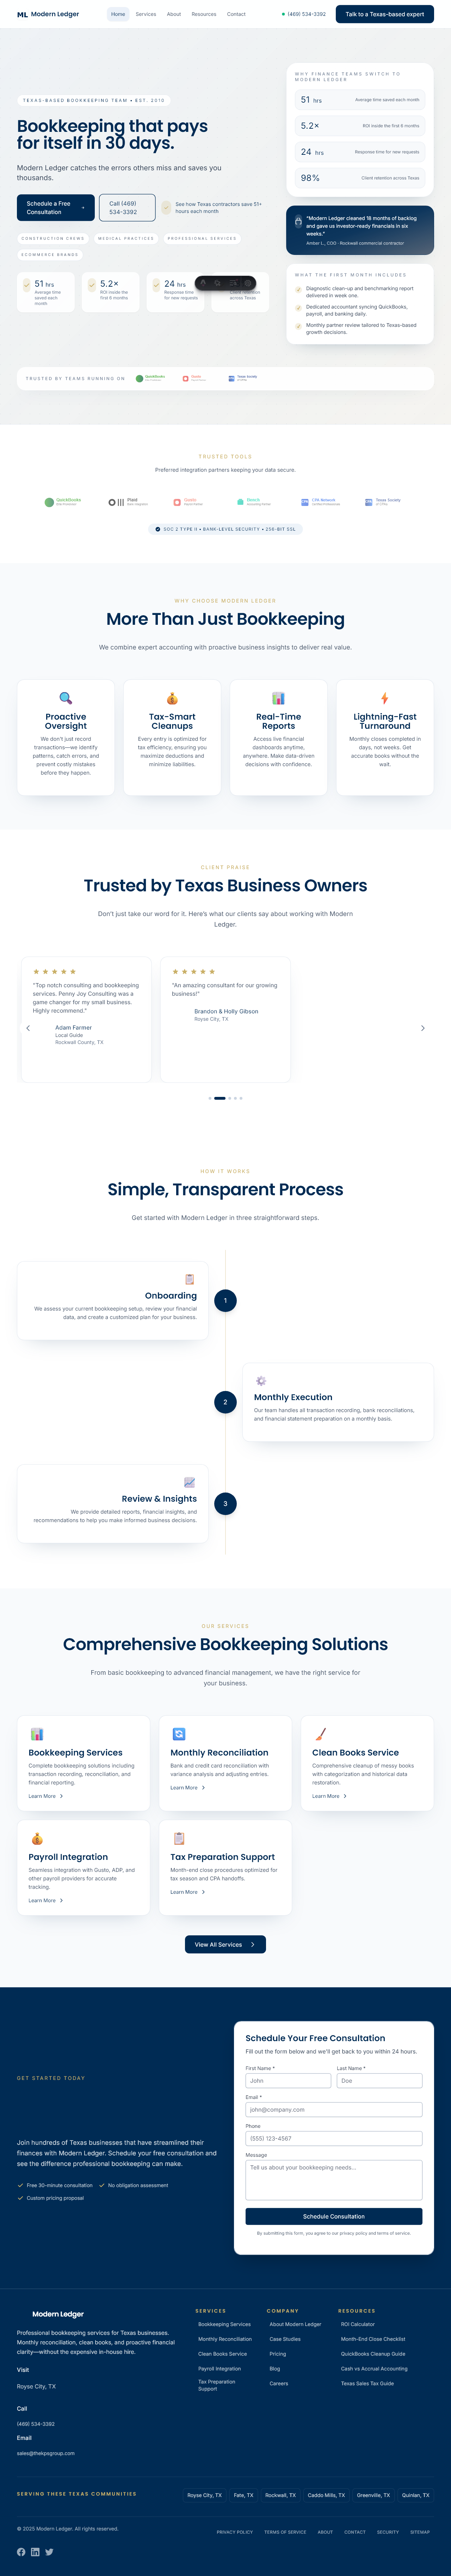 ML Modern Ledger
Home Services About Resources Contact
(469) 534-3392
Talk to a Texas-based expert
TEXAS-BASED BOOKKEEPING TEAM • EST. 2010
Bookkeeping that pays
for itself in 30 days.
Modern Ledger catches the errors others miss and saves you
thousands.
Schedule a Free
Consultation
Call (469)
534-3392
See how Texas contractors save 51+
hours each month
CONSTRUCTION CREWS MEDICAL PRACTICES PROFESSIONAL SERVICES
ECOMMERCE BRANDS
51 hrs
Average time
saved each
month
5.2×
ROI inside the
first 6 months
24 hrs
Response time
for new requests
across Texas
WHY FINANCE TEAMS SWITCH TO
MODERN LEDGER
51 hrs Average time saved each month
5.2× ROI inside the first 6 months
24 hrs Response time for new requests
98% Client retention across Texas
"Modern Ledger cleaned 18 months of backlog
and gave us investor-ready financials in six
weeks."
Amber L., COO · Rockwall commercial contractor
WHAT THE FIRST MONTH INCLUDES
Diagnostic clean-up and benchmarking report
delivered in week one.
Dedicated accountant syncing QuickBooks,
payroll, and banking daily.
Monthly partner review tailored to Texas-based
growth decisions.
TRUSTED BY TEAMS RUNNING ON
QuickBooks
Gusto
Texas Society
TRUSTED TOOLS
Preferred integration partners keeping your data secure.
QuickBooks
Plaid
Gusto
CPA Network
Texas Society
SOC 2 TYPE II • BANK-LEVEL SECURITY • 256-BIT SSL
WHY CHOOSE MODERN LEDGER
More Than Just Bookkeeping
We combine expert accounting with proactive business insights to deliver real value.
Proactive
Oversight
We don't just record
transactions—we identify
patterns, catch errors, and
prevent costly mistakes
before they happen.
Tax-Smart
Cleanups
Every entry is optimized for
tax efficiency, ensuring you
maximize deductions and
minimize liabilities.
Real-Time
Reports
Access live financial
dashboards anytime,
anywhere. Make data-driven
decisions with confidence.
Lightning-Fast
Turnaround
Monthly closes completed in
days, not weeks. Get
accurate books without the
wait.
CLIENT PRAISE
Trusted by Texas Business Owners
Don't just take our word for it. Here's what our clients say about working with Modern
Ledger.
"Top notch consulting and bookkeeping
services. Penny Joy Consulting was a
game changer for my small business.
Highly recommend."
Adam Farmer
Local Guide
Rockwall County, TX
"An amazing consultant for our growing
business!"
Brandon & Holly Gibson
Royse City, TX
HOW IT WORKS
Simple, Transparent Process
Get started with Modern Ledger in three straightforward steps.
Onboarding
We assess your current bookkeeping setup, review your financial
data, and create a customized plan for your business.
1
2
Monthly Execution
Our team handles all transaction recording, bank reconciliations,
and financial statement preparation on a monthly basis.
Review & Insights
We provide detailed reports, financial insights, and
recommendations to help you make informed business decisions.
3
OUR SERVICES
Comprehensive Bookkeeping Solutions
From basic bookkeeping to advanced financial management, we have the right service for
your business.
Bookkeeping Services
Complete bookkeeping solutions including
transaction recording, reconciliation, and
financial reporting.
Learn More
Monthly Reconciliation
Bank and credit card reconciliation with
variance analysis and adjusting entries.
Learn More
Clean Books Service
Comprehensive cleanup of messy books
with categorization and historical data
restoration.
Learn More
Payroll Integration
Seamless integration with Gusto, ADP, and
other payroll providers for accurate
tracking.
Learn More
Tax Preparation Support
Month-end close procedures optimized for
tax season and CPA handoffs.
Learn More
View All Services
GET STARTED TODAY
Join hundreds of Texas businesses that have streamlined their
finances with Modern Ledger. Schedule your free consultation and
see the difference professional bookkeeping can make.
Free 30-minute consultation No obligation assessment
Custom pricing proposal
Schedule Your Free Consultation
Fill out the form below and we'll get back to you within 24 hours.
First Name * Last Name *
John Doe
Email *
john@company.com
Phone
(555) 123-4567
Message
Tell us about your bookkeeping needs...
Schedule Consultation
By submitting this form, you agree to our privacy policy and terms of service.
Modern Ledger
Professional bookkeeping services for Texas businesses.
Monthly reconciliation, clean books, and proactive financial
clarity—without the expensive in-house hire.
Visit
Royse City, TX
Call
(469) 534-3392
Email
sales@thekpsgroup.com
SERVICES
Bookkeeping Services
Monthly Reconciliation
Clean Books Service
Payroll Integration
Tax Preparation
Support
COMPANY
About Modern Ledger
Case Studies
Pricing
Blog
Careers
RESOURCES
ROI Calculator
Month-End Close Checklist
QuickBooks Cleanup Guide
Cash vs Accrual Accounting
Texas Sales Tax Guide
SERVING THESE TEXAS COMMUNITIES
Royse City, TX Fate, TX Rockwall, TX Caddo Mills, TX Greenville, TX Quinlan, TX
© 2025 Modern Ledger. All rights reserved.
PRIVACY POLICY TERMS OF SERVICE ABOUT CONTACT SECURITY SITEMAP